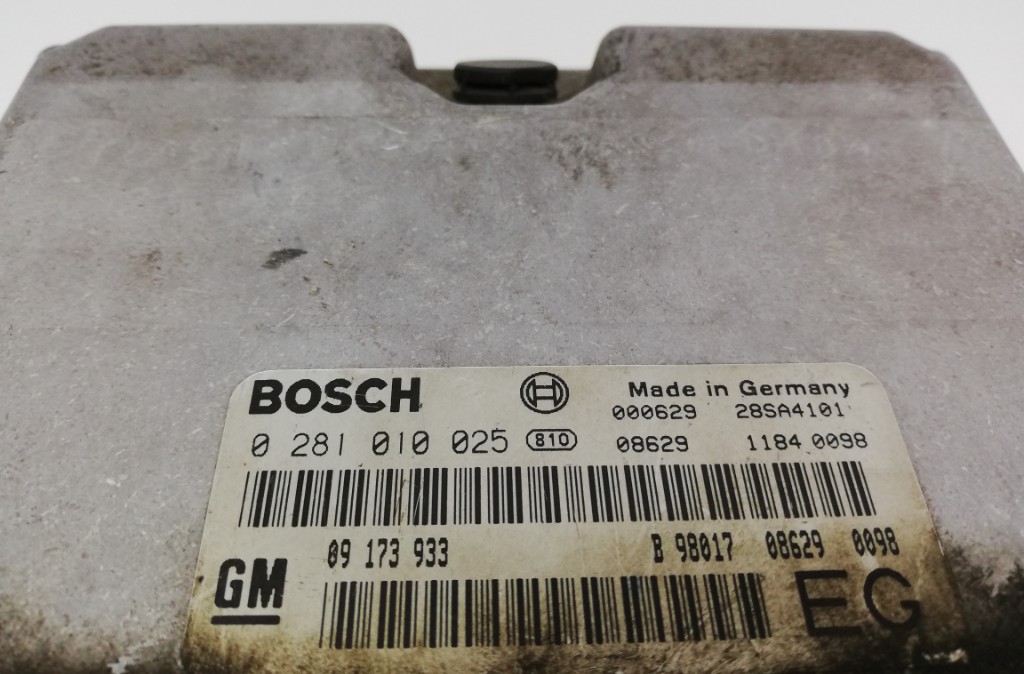 BOSCH Made in Germany
000629 28SA4101
0 281 010 025 810 08629 1184 0098
09 173 933 B 98017 08629 0098
GM EG